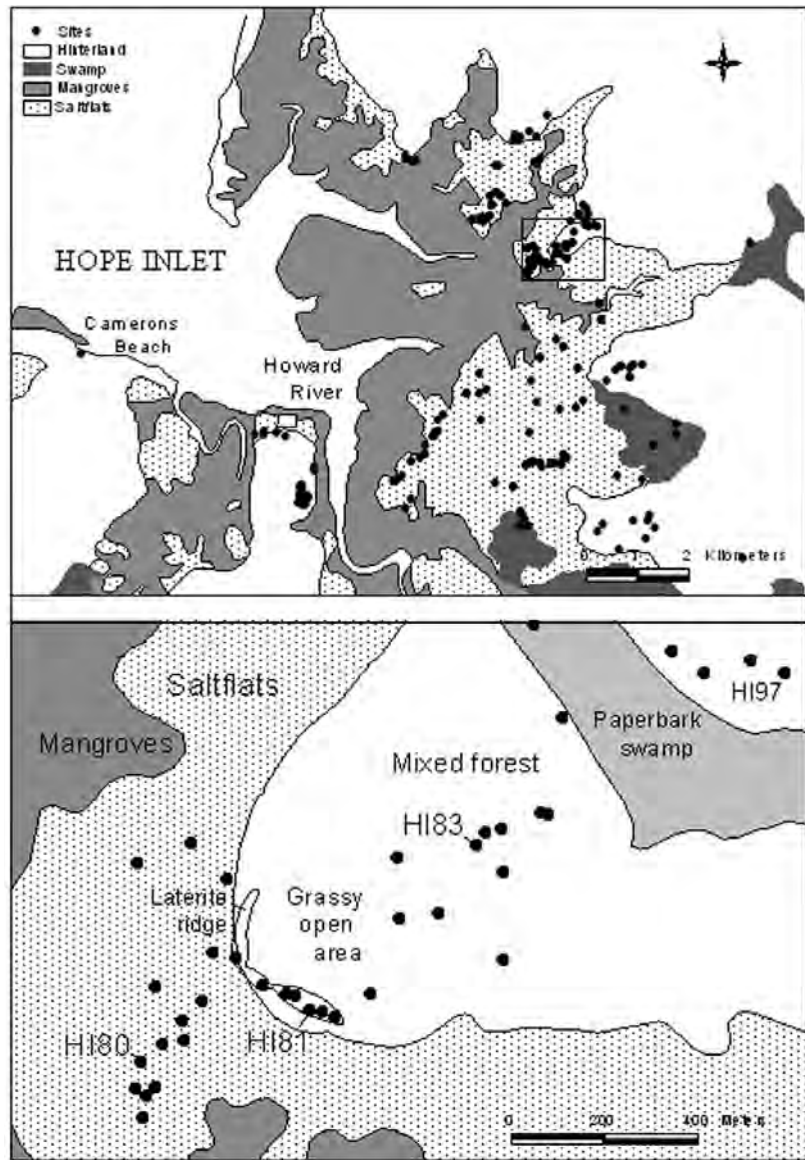 Sites
Hinterland
Swamp
Mangroves
Saltflats
HOPE INLET
Camerons
Beach
Howard
River
0 1 2 Kilometers
Saltflats
Mangroves
Mixed forest
Paperbark
swamp
HI97
HI83
Laterite
ridge
Grassy
open
area
HI80
HI81
0 200 400 Meters